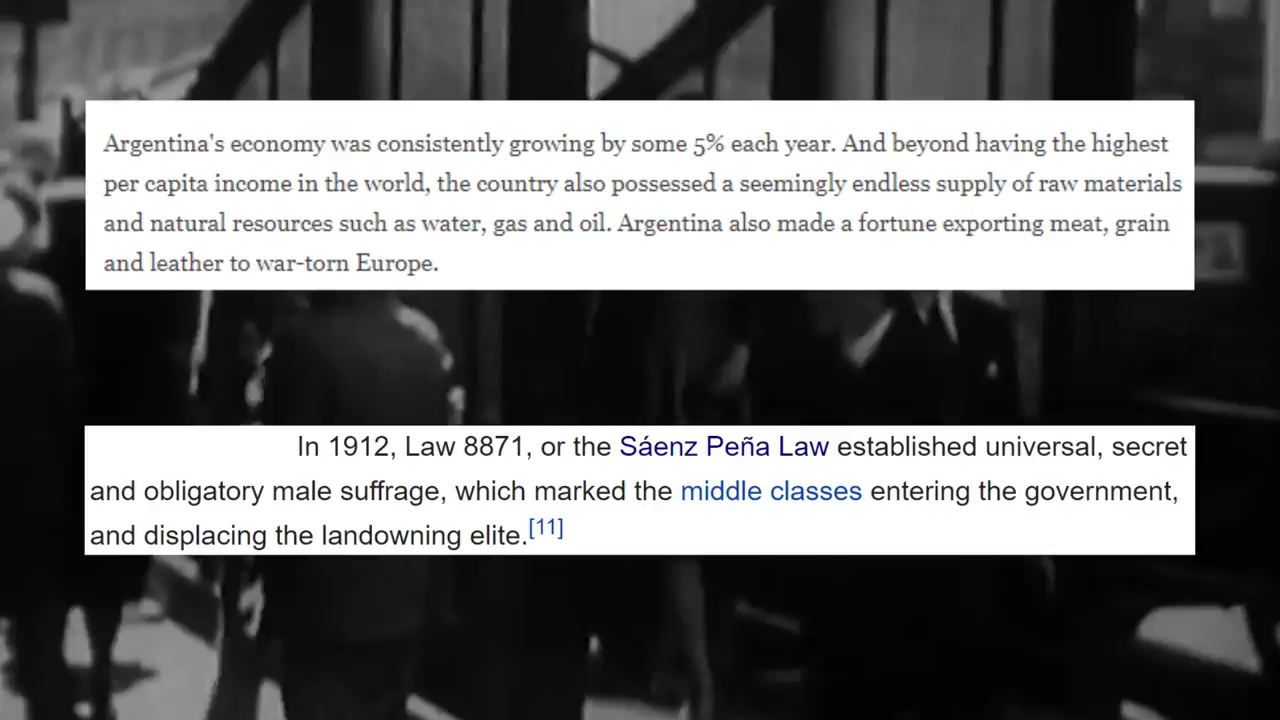 Argentina's economy was consistently growing by some 5% each year. And beyond having the highest
per capita income in the world, the country also possessed a seemingly endless supply of raw materials
and natural resources such as water, gas and oil. Argentina also made a fortune exporting meat, grain
and leather to war-torn Europe.
In 1912, Law 8871, or the Sáenz Peña Law established universal, secret
and obligatory male suffrage, which marked the middle classes entering the government,
and displacing the landowning elite.[11]